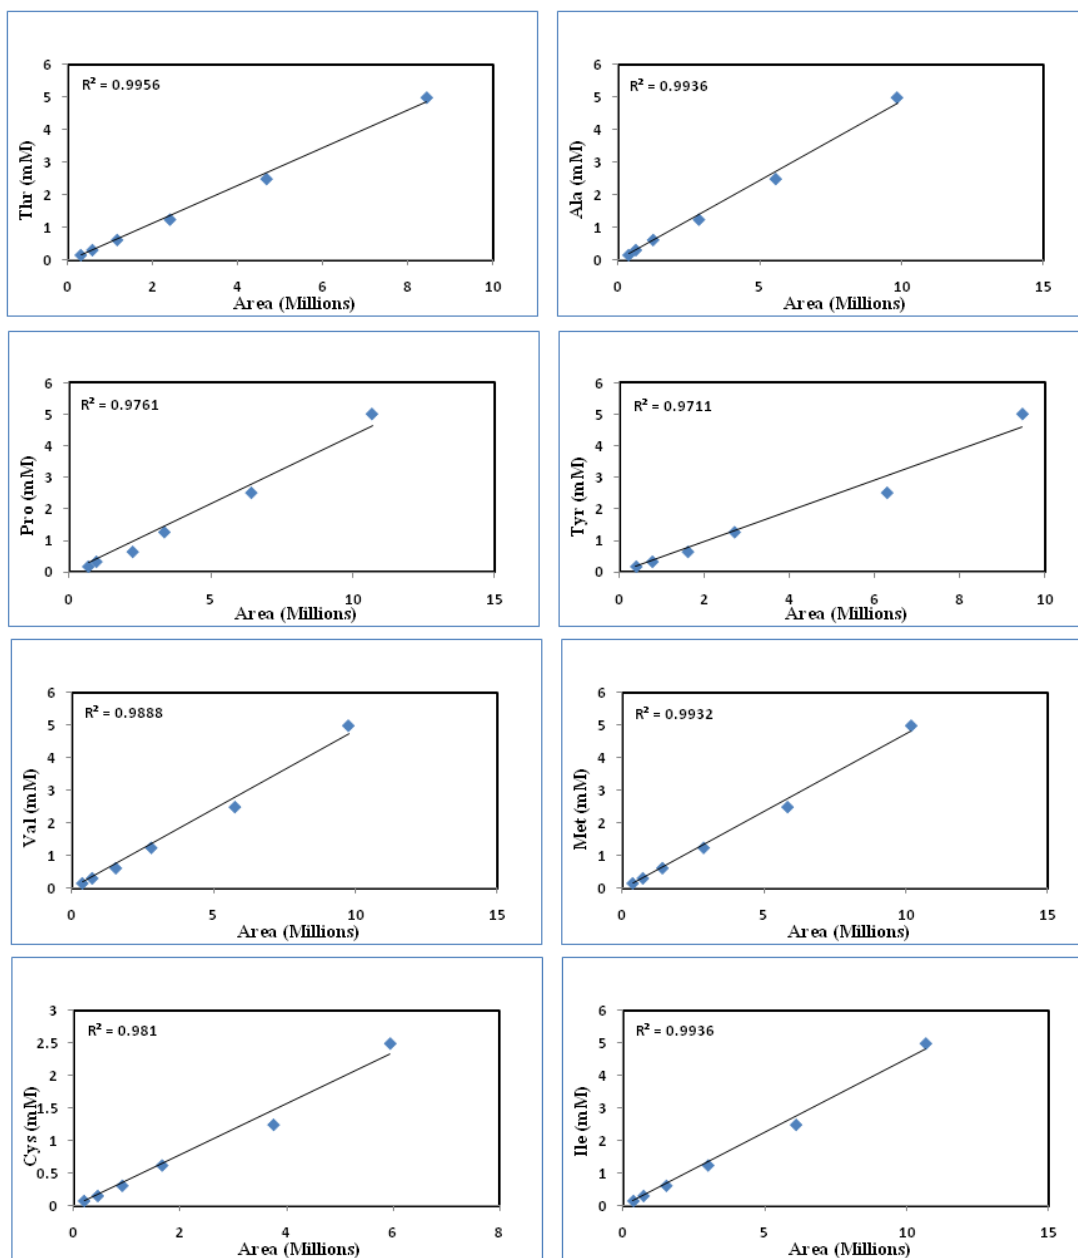 R² = 0.9956
6
5
4
3
2
1
0
Thr (mM)
0 2 4 6 8 10
Area (Millions)
R² = 0.9936
6
5
4
3
2
1
0
Ala (mM)
0 5 10 15
Area (Millions)
R² = 0.9761
6
5
4
3
2
1
0
Pro (mM)
0 5 10 15
Area (Millions)
R² = 0.9711
6
5
4
3
2
1
0
Tyr (mM)
0 2 4 6 8 10
Area (Millions)
R² = 0.9888
6
5
4
3
2
1
0
Val (mM)
0 5 10 15
Area (Millions)
R² = 0.9932
6
5
4
3
2
1
0
Met (mM)
0 5 10 15
Area (Millions)
R² = 0.981
3
2.5
2
1.5
1
0.5
0
Cys (mM)
0 2 4 6 8
Area (Millions)
R² = 0.9936
6
5
4
3
2
1
0
Ile (mM)
0 5 10 15
Area (Millions)